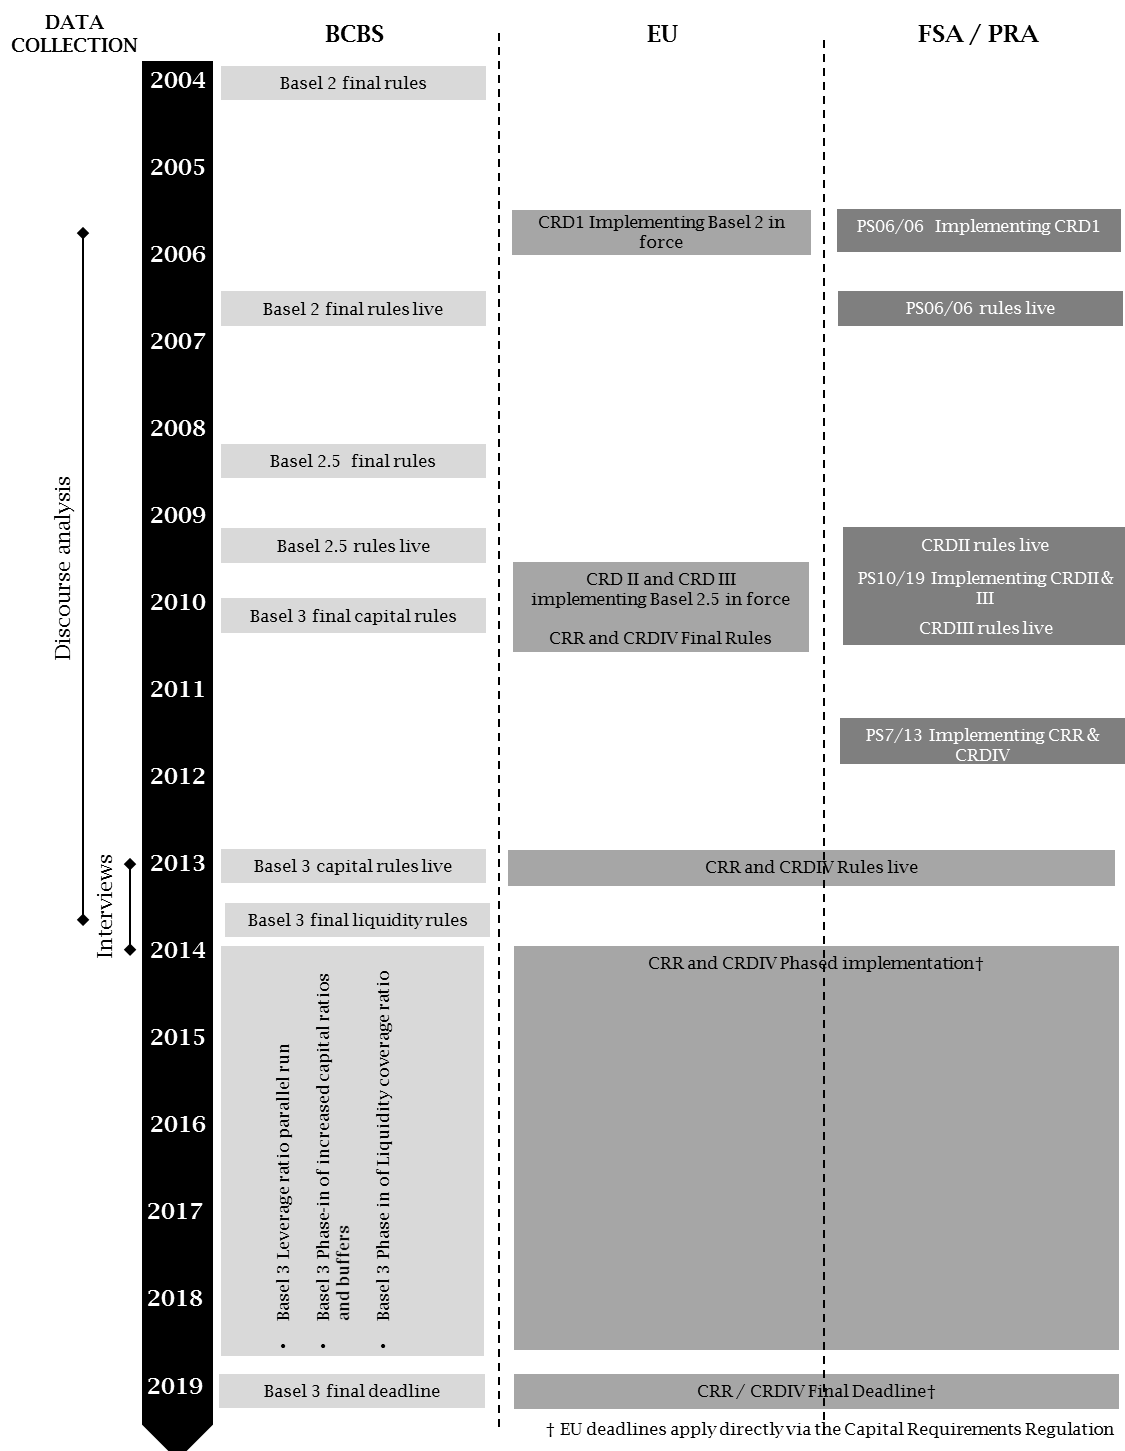 DATA
COLLECTION
BCBS
EU
FSA / PRA
2004
Basel 2 final rules
2005
CRD1 Implementing Basel 2 in
force
PS06/06 Implementing CRD1
2006
Basel 2 final rules live
PS06/06 rules live
2007
2008
Basel 2.5 final rules
Discourse analysis
2009
Basel 2.5 rules live
CRDII rules live
CRD II and CRD III
implementing Basel 2.5 in force
PS10/19 Implementing CRDII &
III
2010
Basel 3 final capital rules
CRR and CRDIV Final Rules
CRDIII rules live
2011
PS7/13 Implementing CRR &
CRDIV
2012
Interviews
2013
Basel 3 capital rules live
CRR and CRDIV Rules live
Basel 3 final liquidity rules
2014
CRR and CRDIV Phased implementation†
2015
2016
2017
2018
• Basel 3 Leverage ratio parallel run
• Basel 3 Phase-in of increased capital ratios
and buffers
• Basel 3 Phase in of Liquidity coverage ratio
2019
Basel 3 final deadline
CRR / CRDIV Final Deadline†
† EU deadlines apply directly via the Capital Requirements Regulation